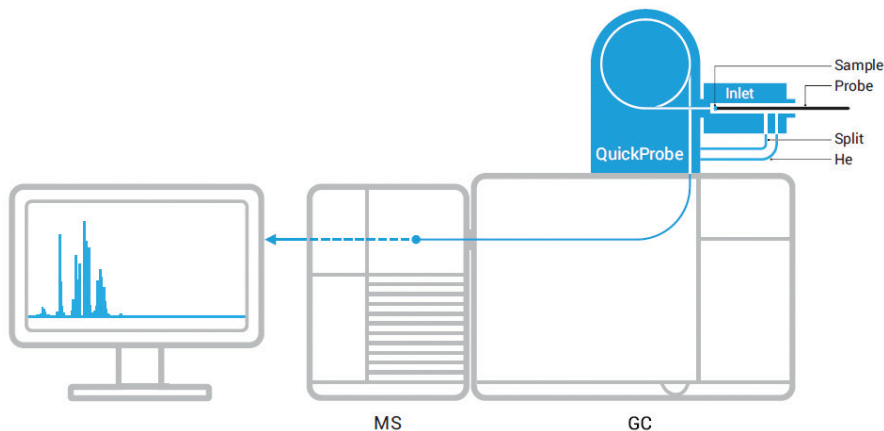 Sample
Inlet
Probe
Split
QuickProbe
He
MS
GC